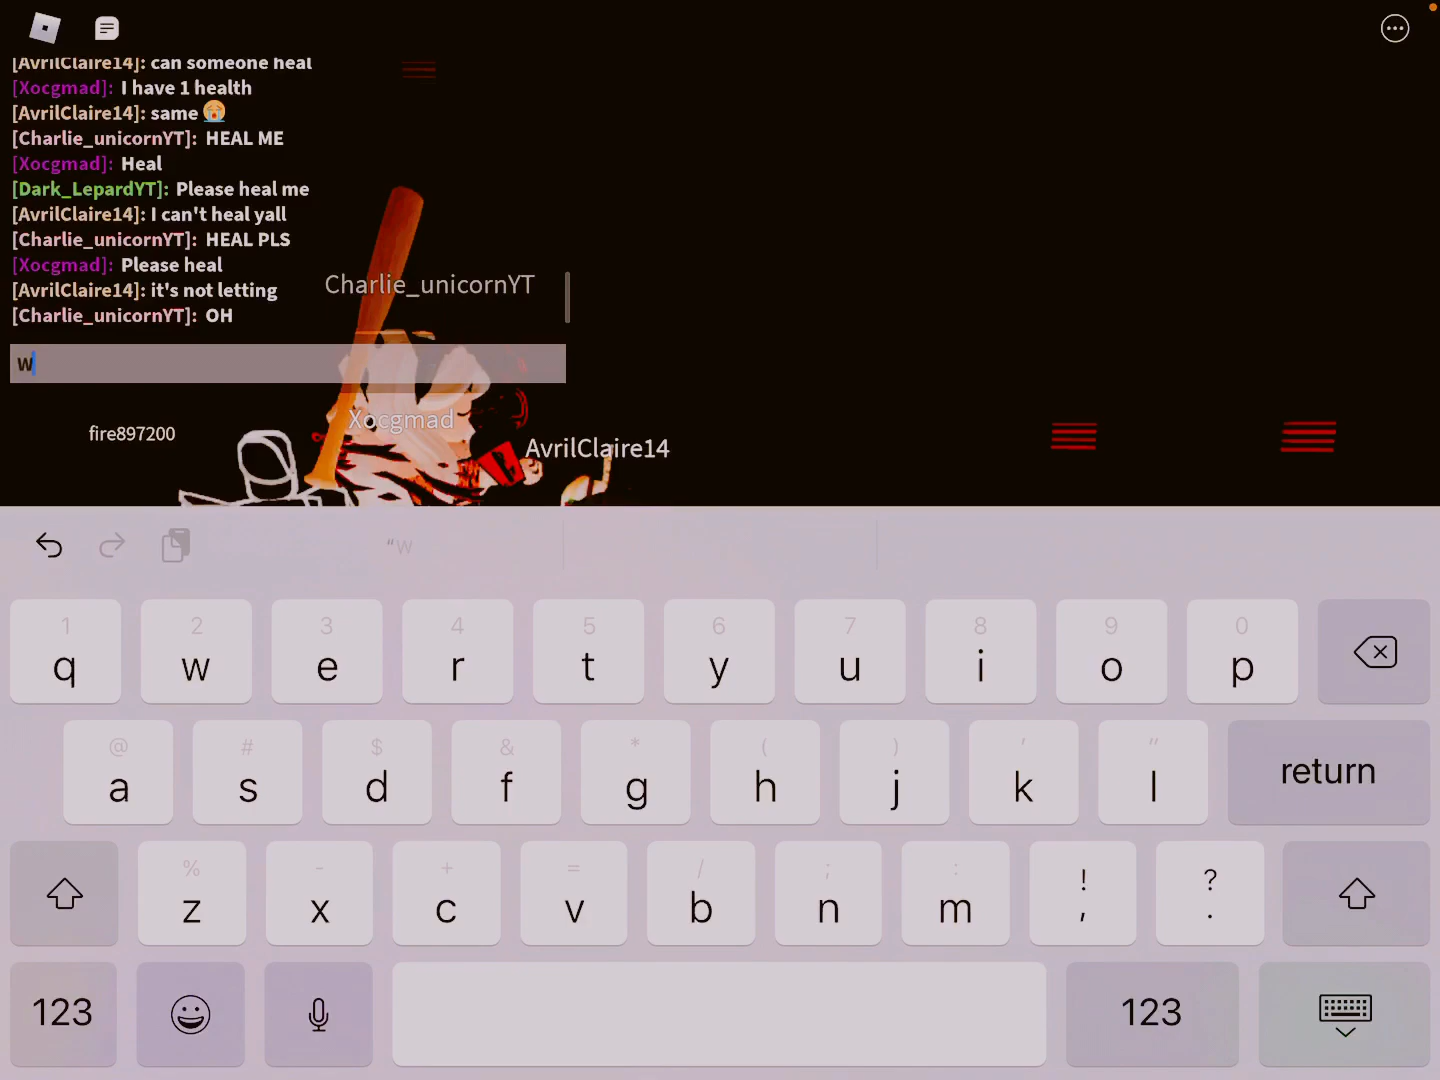 [AvrilClaire14]: can someone heal
[Xocgmad]: I have 1 health
[AvrilClaire14]: same 😭
[Charlie_unicornYT]: HEAL ME
[Xocgmad]: Heal
[Dark_LepardYT]: Please heal me
[AvrilClaire14]: I can't heal yall
[Charlie_unicornYT]: HEAL PLS
[Xocgmad]: Please heal
[AvrilClaire14]: it's not letting
[Charlie_unicornYT]: OH
Charlie_unicornYT
w
Xocgmad
fire897200
AvrilClaire14
“W
1 2 3 4 5 6 7 8 9 0
q w e r t y u i o p
@ # $ & * ( ) ' "
a s d f g h j k l return
% - + = / ; : ! ?
z x c v b n m , .
123 123